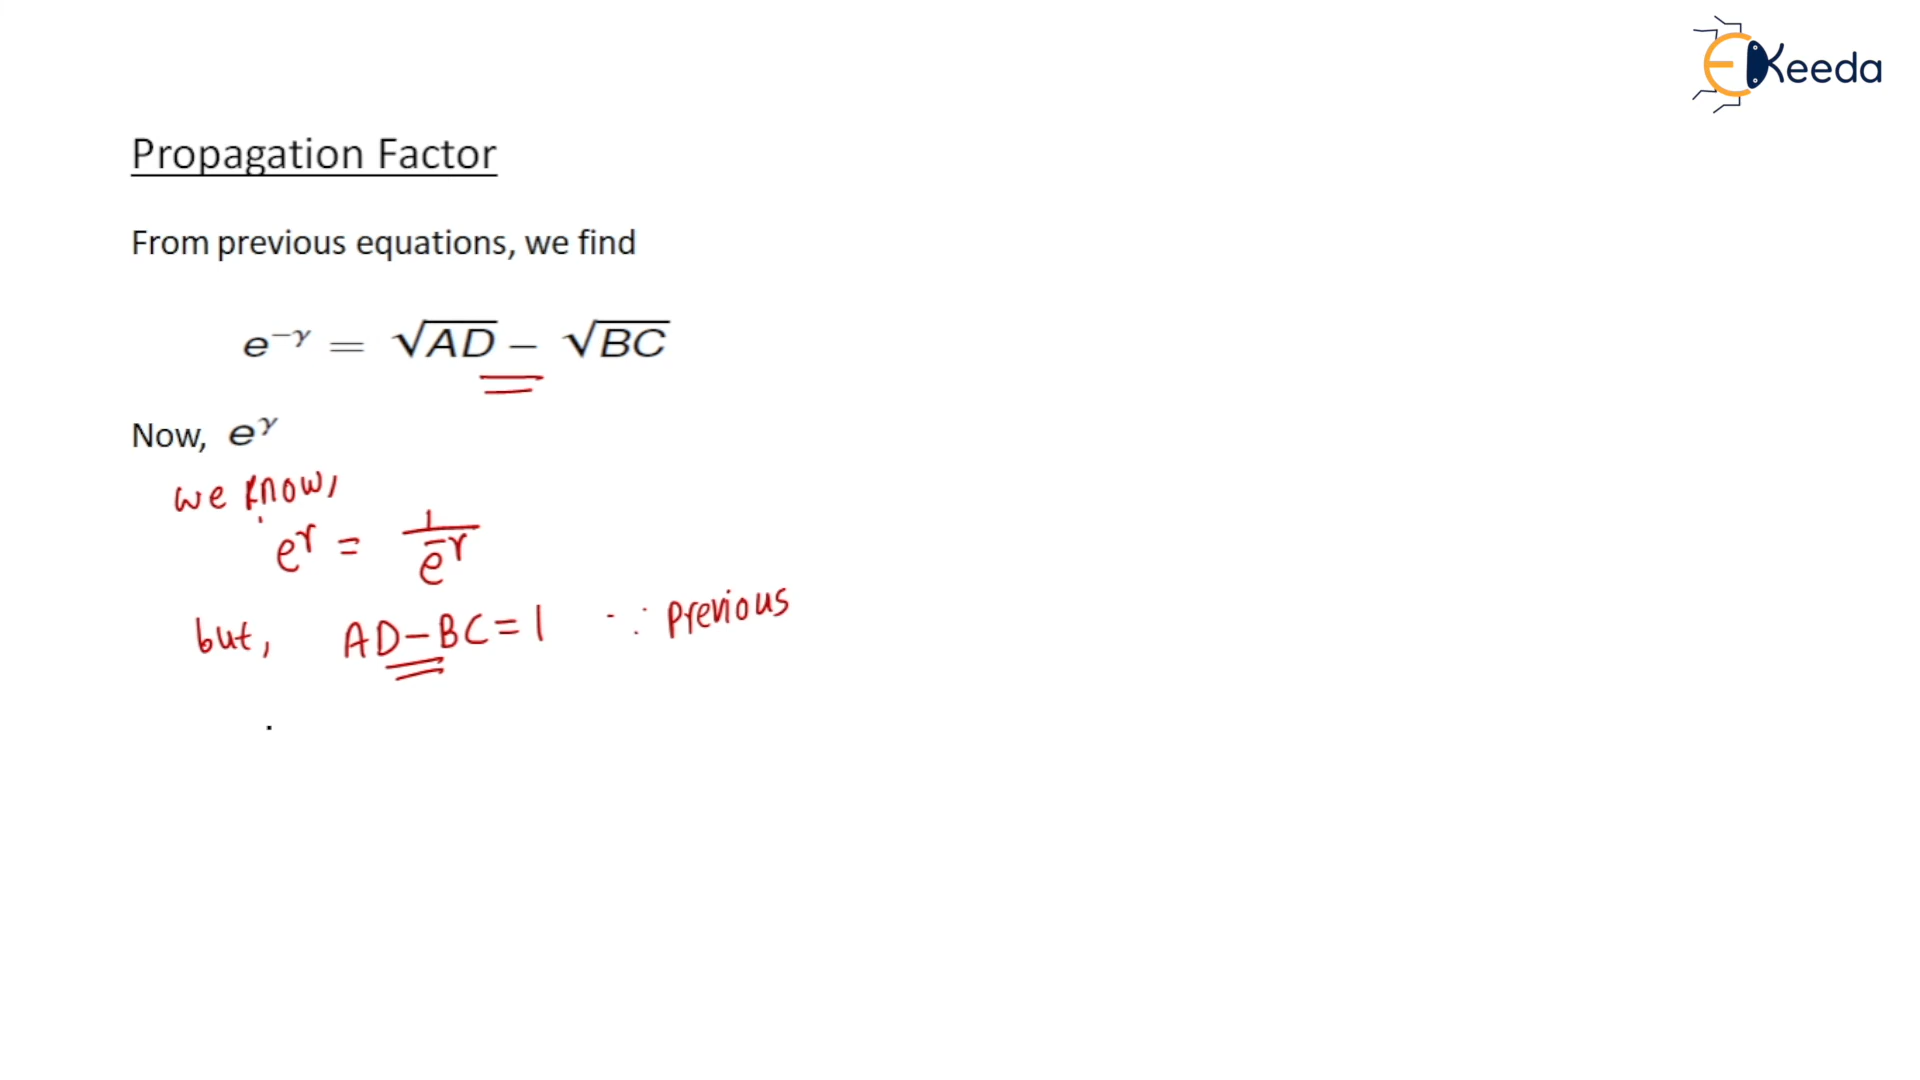 EKeeda
Propagation Factor
From previous equations, we find
e^{-γ} = √AD − √BC
Now, e^γ
we know,
e^γ = 1/e^{-γ}
but, AD−BC=1 ∵ previous